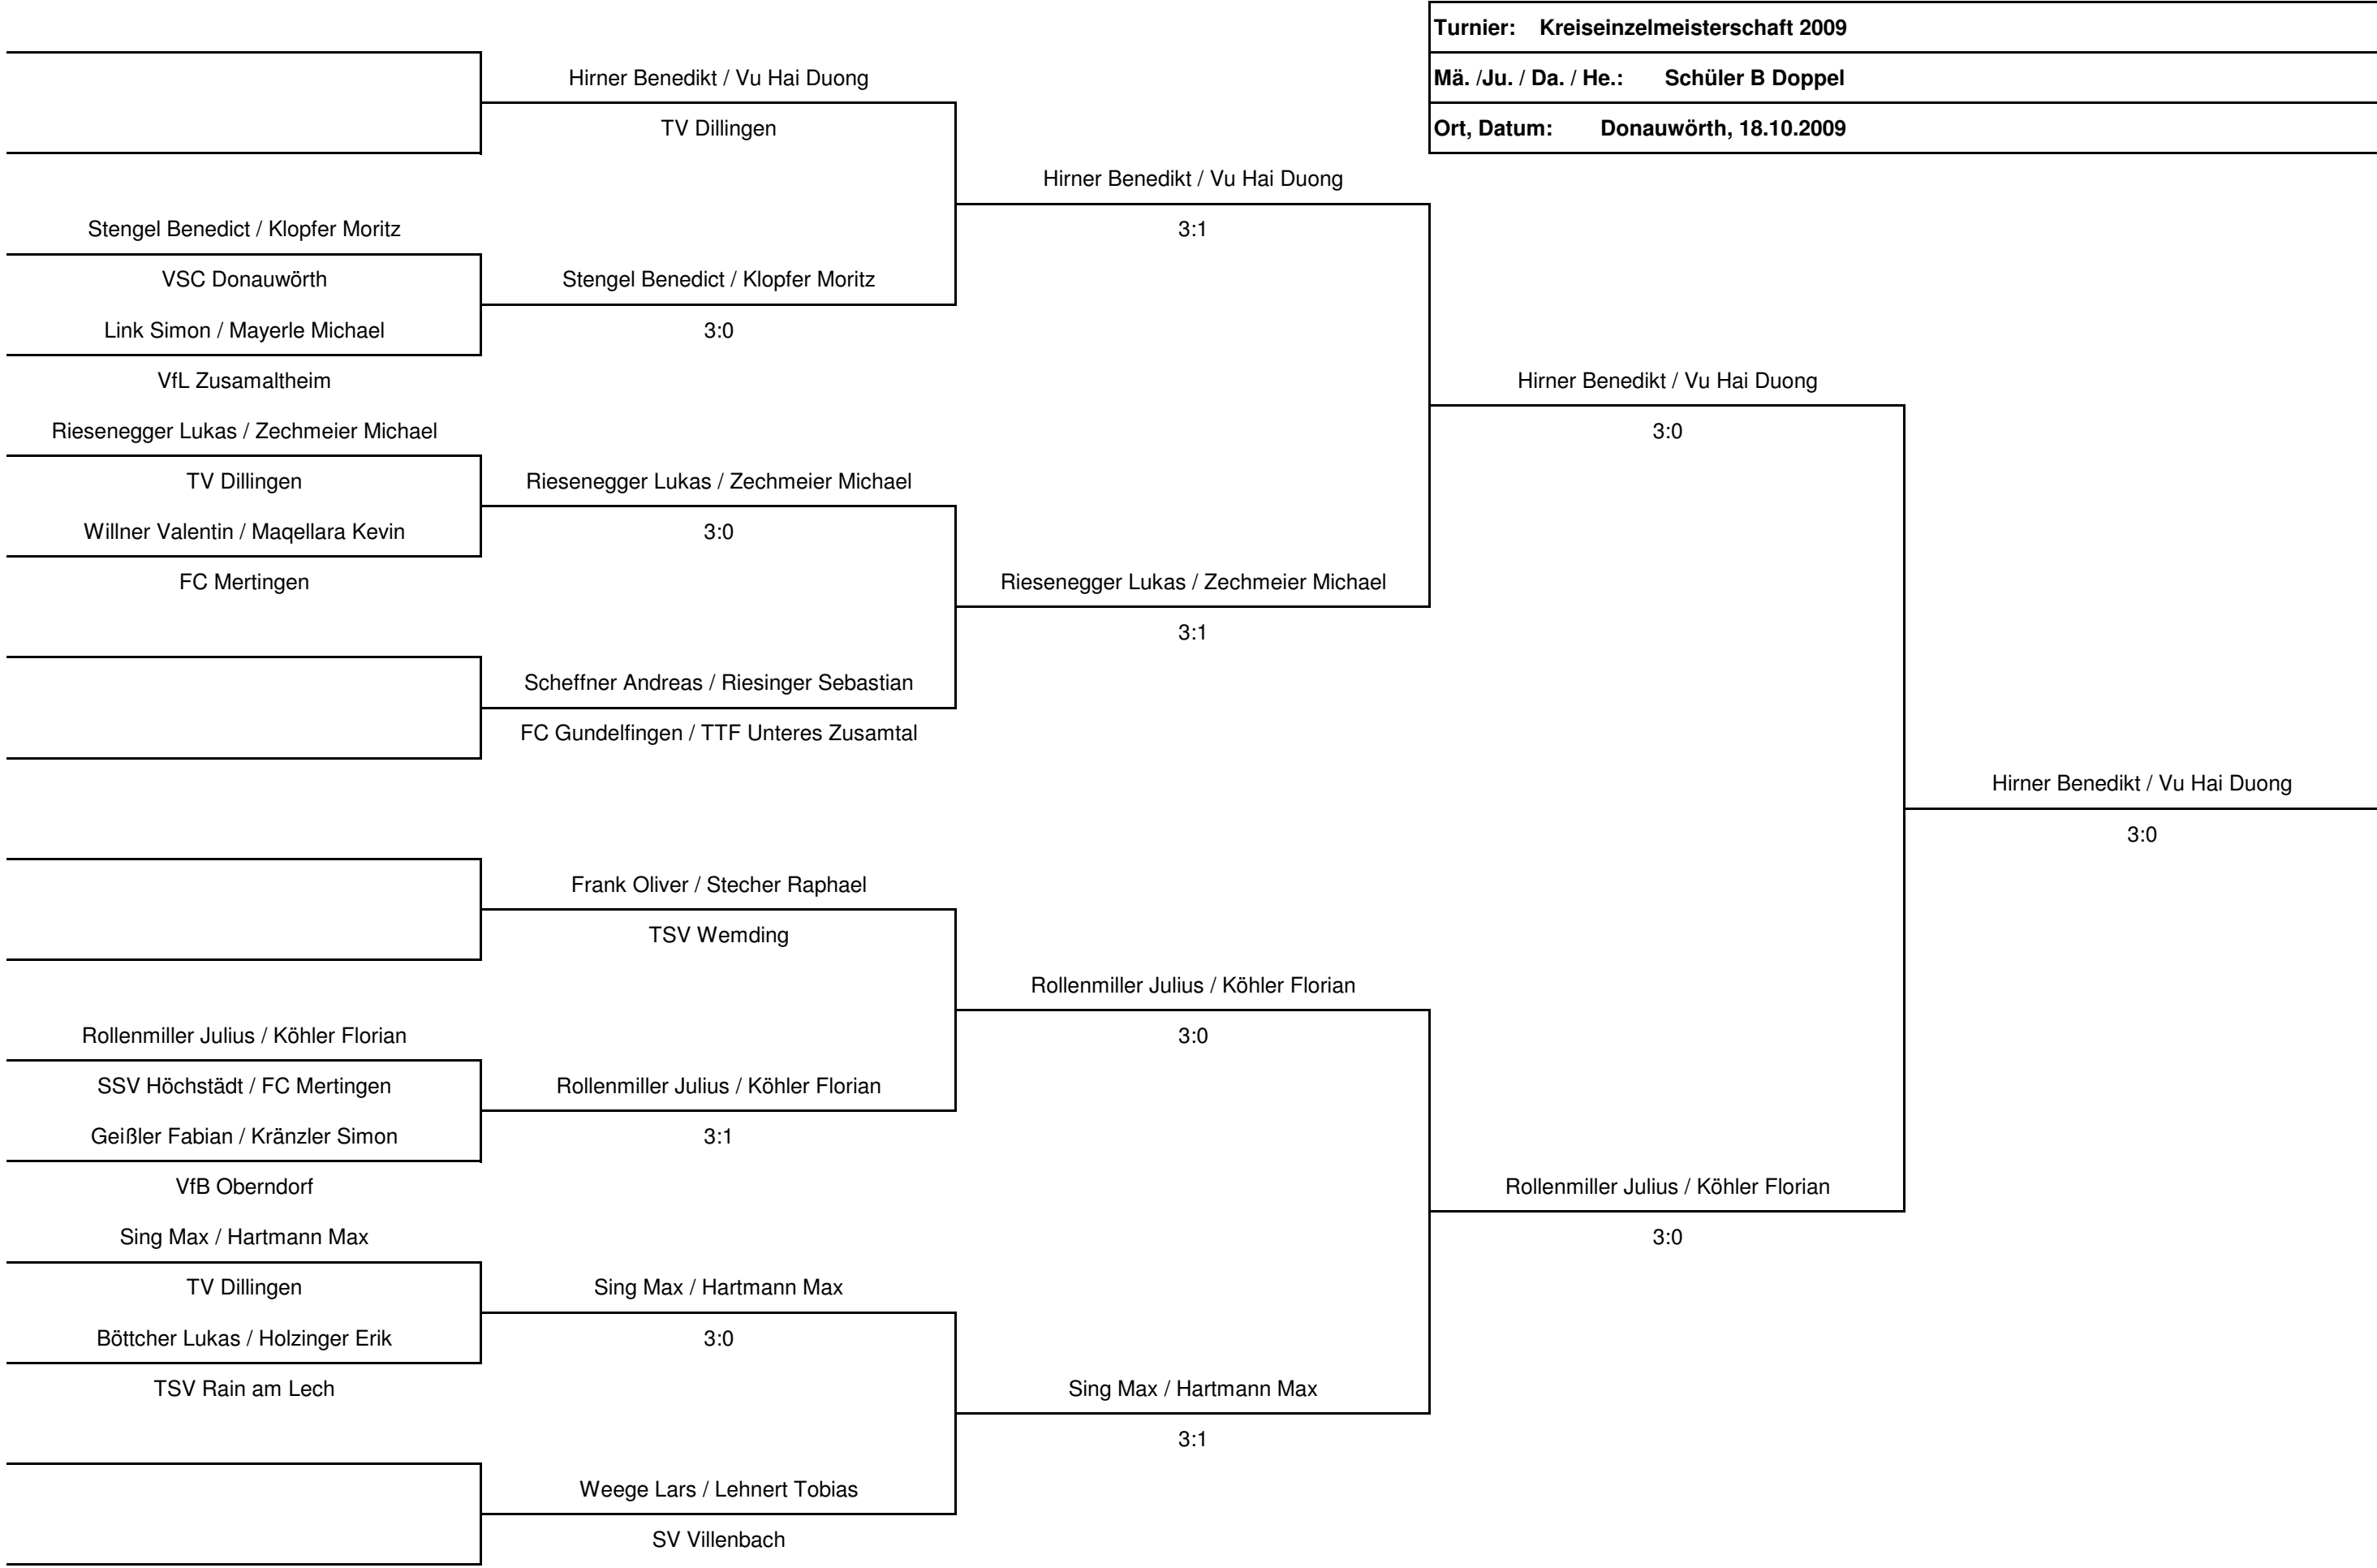 Turnier: Kreiseinzelmeisterschaft 2009
Mä. /Ju. / Da. / He.: Schüler B Doppel
Ort, Datum: Donauwörth, 18.10.2009
Stengel Benedict / Klopfer Moritz
VSC Donauwörth
Link Simon / Mayerle Michael
VfL Zusamaltheim
Riesenegger Lukas / Zechmeier Michael
TV Dillingen
Willner Valentin / Maqellara Kevin
FC Mertingen
Rollenmiller Julius / Köhler Florian
SSV Höchstädt / FC Mertingen
Geißler Fabian / Kränzler Simon
VfB Oberndorf
Sing Max / Hartmann Max
TV Dillingen
Böttcher Lukas / Holzinger Erik
TSV Rain am Lech
Hirner Benedikt / Vu Hai Duong
TV Dillingen
Stengel Benedict / Klopfer Moritz
3:0
Riesenegger Lukas / Zechmeier Michael
3:0
Scheffner Andreas / Riesinger Sebastian
FC Gundelfingen / TTF Unteres Zusamtal
Frank Oliver / Stecher Raphael
TSV Wemding
Rollenmiller Julius / Köhler Florian
3:1
Sing Max / Hartmann Max
3:0
Weege Lars / Lehnert Tobias
SV Villenbach
Hirner Benedikt / Vu Hai Duong
3:1
Riesenegger Lukas / Zechmeier Michael
3:1
Rollenmiller Julius / Köhler Florian
3:0
Sing Max / Hartmann Max
3:1
Hirner Benedikt / Vu Hai Duong
3:0
Rollenmiller Julius / Köhler Florian
3:0
Hirner Benedikt / Vu Hai Duong
3:0